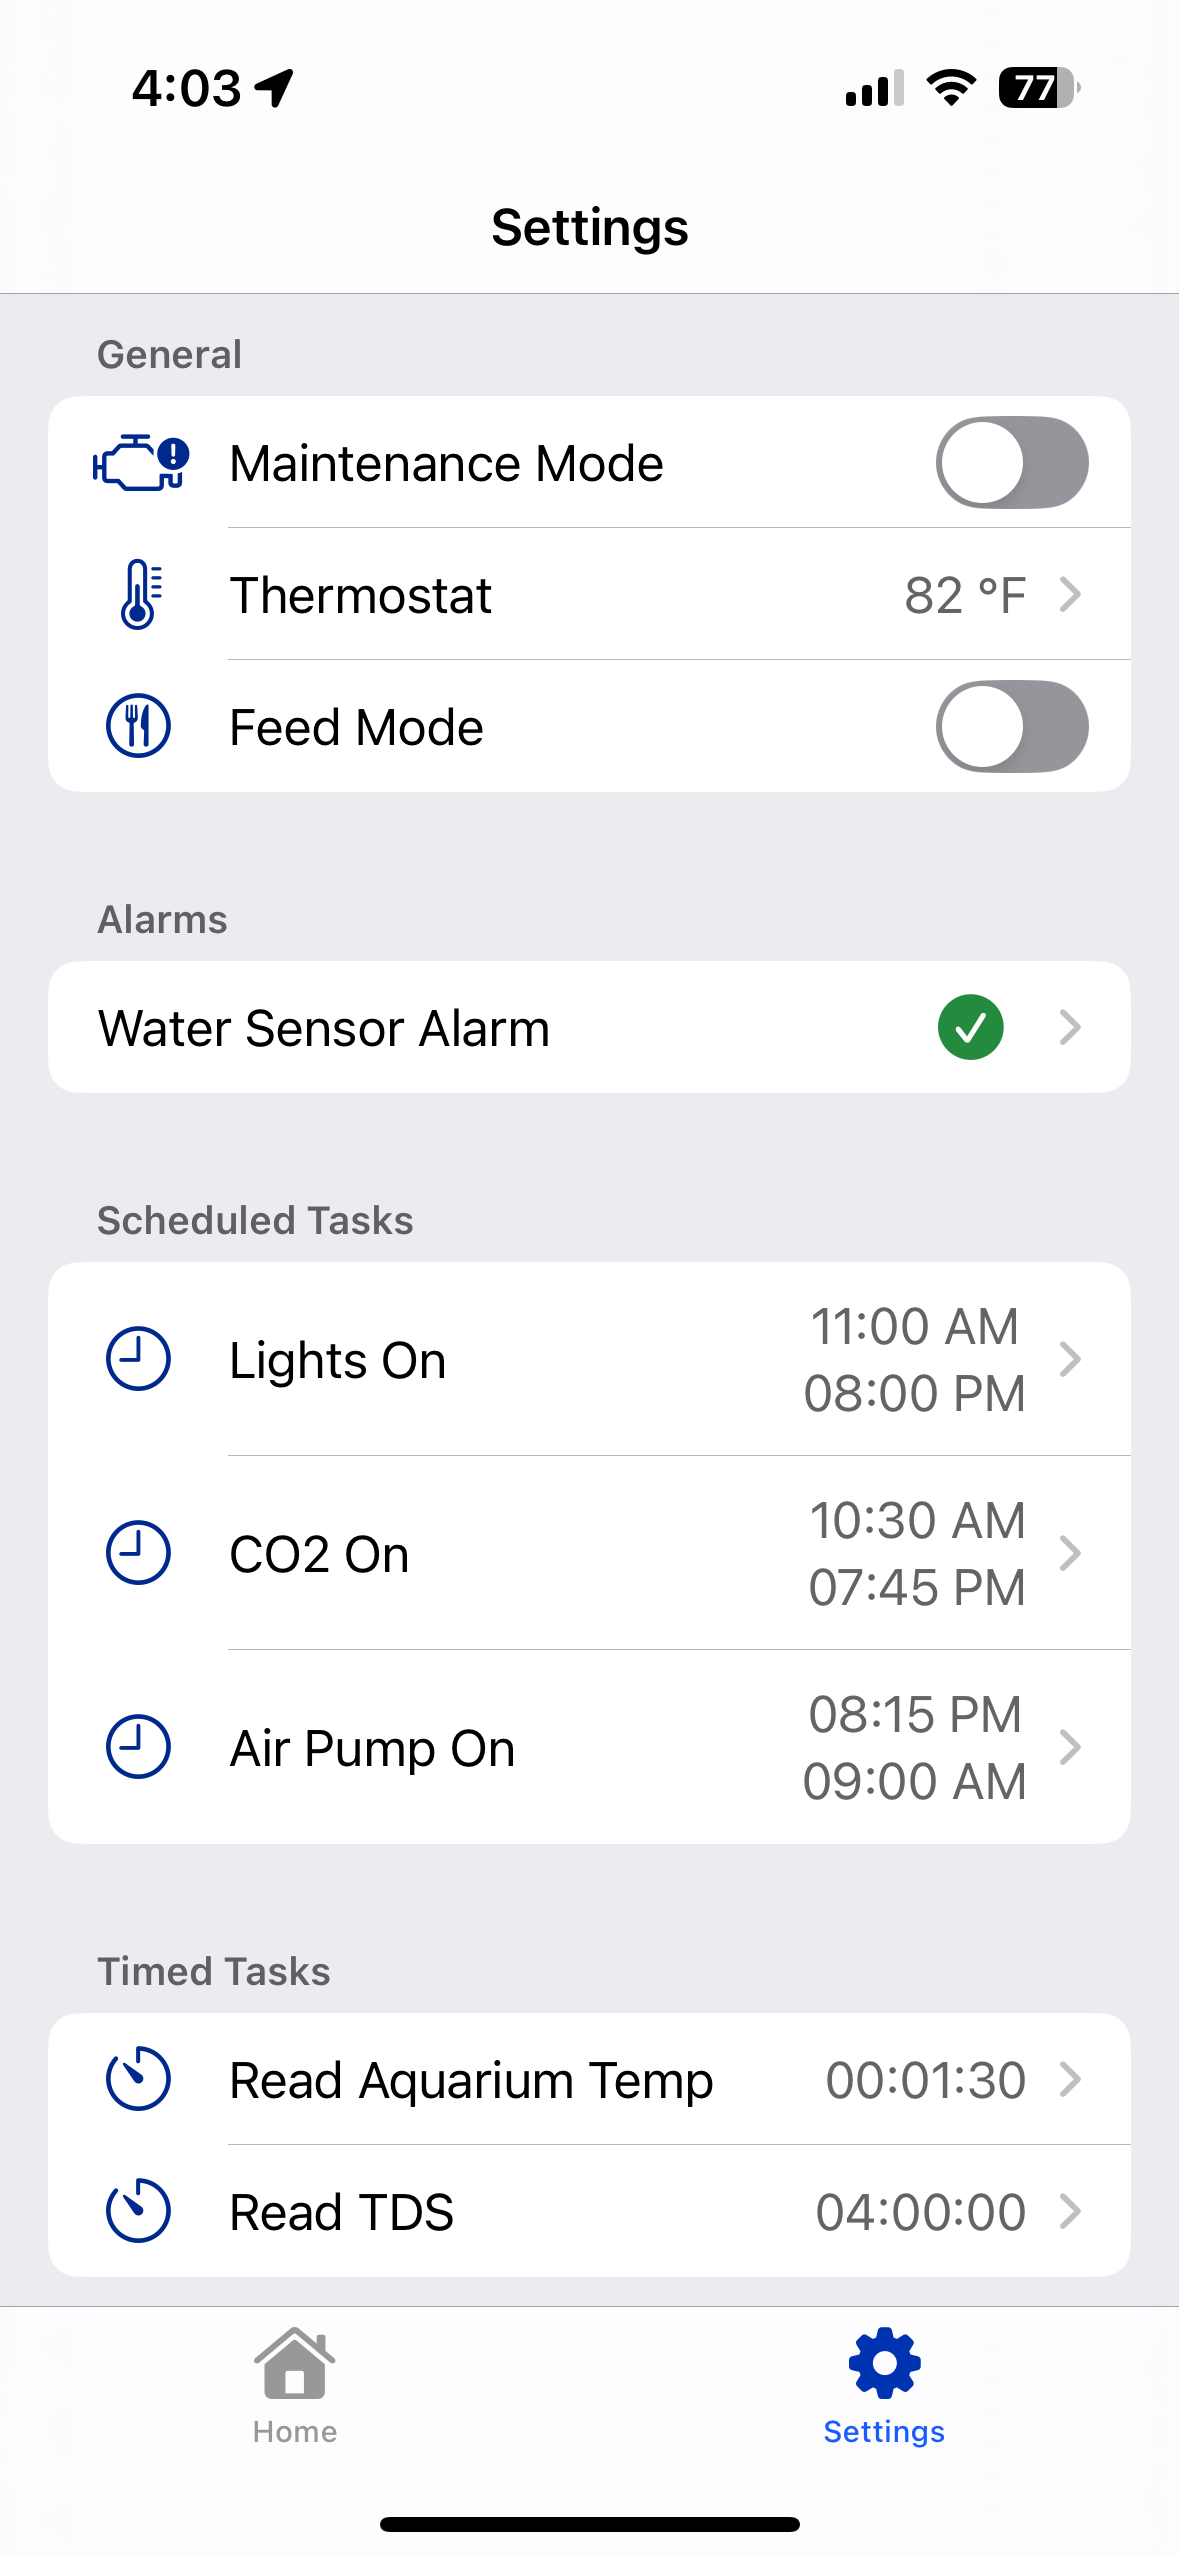 4:03
77
Settings
General
Maintenance Mode
Thermostat 82 °F
Feed Mode
Alarms
Water Sensor Alarm
Scheduled Tasks
Lights On 11:00 AM
08:00 PM
CO2 On 10:30 AM
07:45 PM
Air Pump On 08:15 PM
09:00 AM
Timed Tasks
Read Aquarium Temp 00:01:30
Read TDS 04:00:00
Home
Settings